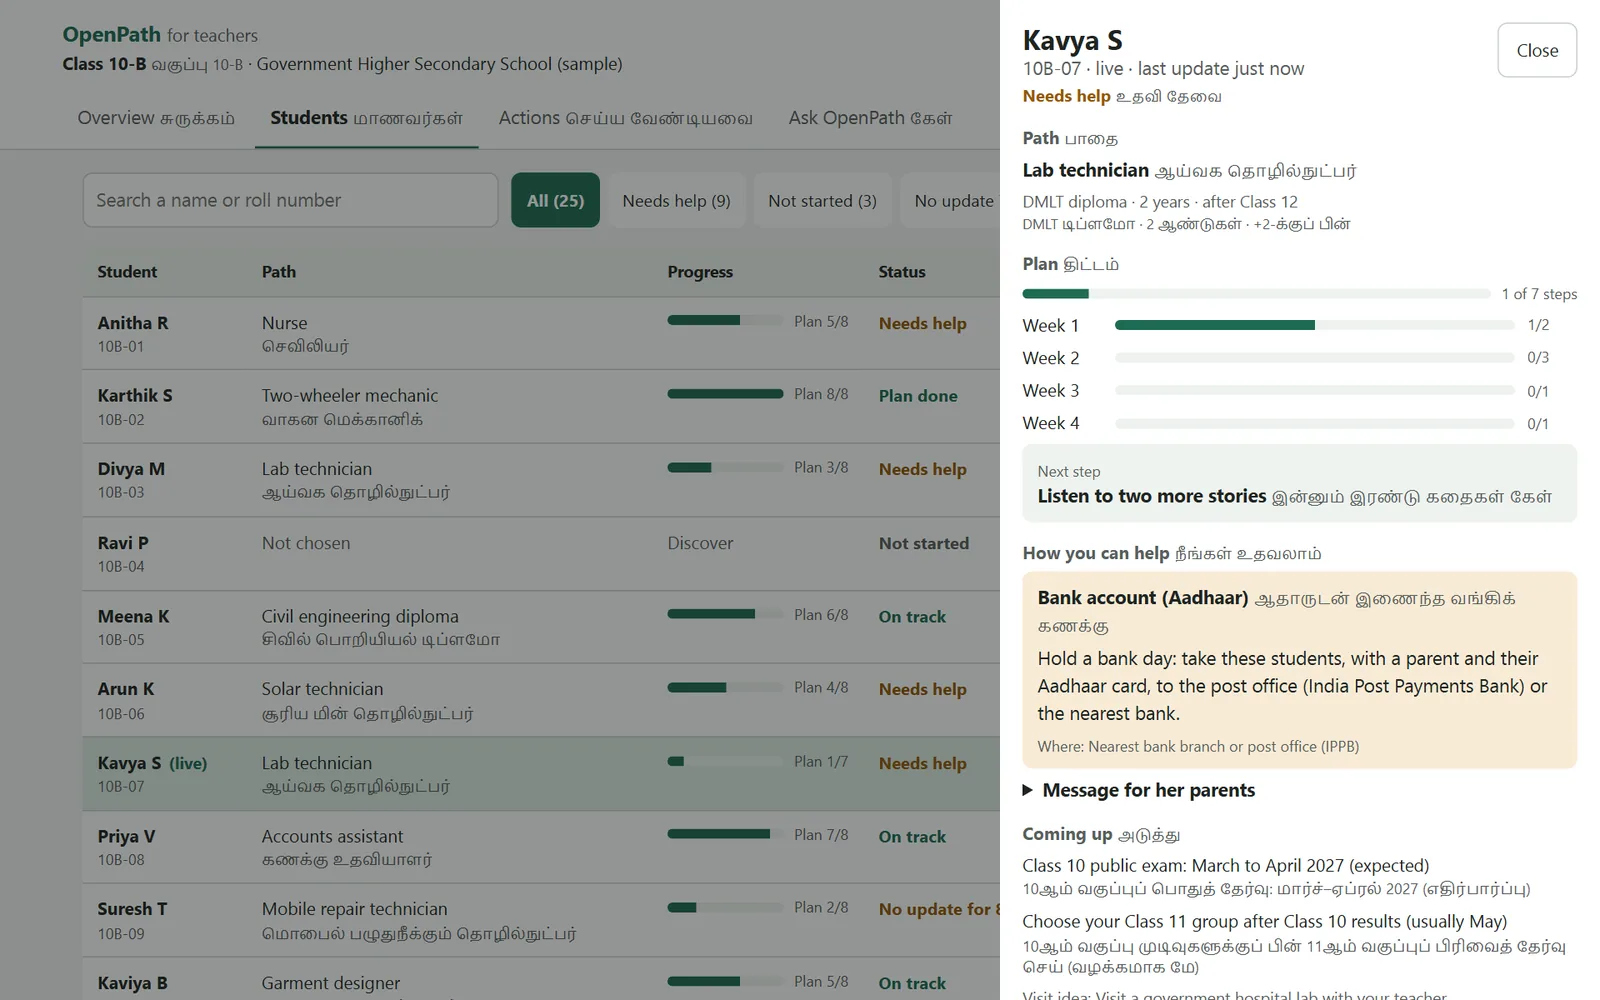 OpenPath for teachers
Class 10-B வகுப்பு 10-B · Government Higher Secondary School (sample)
Overview சுருக்கம்
Students மாணவர்கள்
Actions செய்ய வேண்டியவை
Ask OpenPath கேள்
Search a name or roll number
All (25)
Needs help (9)
Not started (3)
No update
Student Path Progress Status
Anitha R Nurse Plan 5/8 Needs help
10B-01 செவிலியர்
Karthik S Two-wheeler mechanic Plan 8/8 Plan done
10B-02 வாகன மெக்கானிக்
Divya M Lab technician Plan 3/8 Needs help
10B-03 ஆய்வக தொழில்நுட்பர்
Ravi P Not chosen Discover Not started
10B-04
Meena K Civil engineering diploma Plan 6/8 On track
10B-05 சிவில் பொறியியல் டிப்ளமோ
Arun K Solar technician Plan 4/8 Needs help
10B-06 சூரிய மின் தொழில்நுட்பர்
Kavya S (live) Lab technician Plan 1/7 Needs help
10B-07 ஆய்வக தொழில்நுட்பர்
Priya V Accounts assistant Plan 7/8 On track
10B-08 கணக்கு உதவியாளர்
Suresh T Mobile repair technician Plan 2/8 No update for
10B-09 மொபைல் பழுதுநீக்கும் தொழில்நுட்பர்
Kaviya B Garment designer Plan 5/8 On track
Kavya S
Close
10B-07 · live · last update just now
Needs help உதவி தேவை
Path பாதை
Lab technician ஆய்வக தொழில்நுட்பர்
DMLT diploma · 2 years · after Class 12
DMLT டிப்ளமோ · 2 ஆண்டுகள் · +2-க்குப் பின்
Plan திட்டம்
1 of 7 steps
Week 1 1/2
Week 2 0/3
Week 3 0/1
Week 4 0/1
Next step
Listen to two more stories இன்னும் இரண்டு கதைகள் கேள்
How you can help நீங்கள் உதவலாம்
Bank account (Aadhaar) ஆதாருடன் இணைந்த வங்கிக்
கணக்கு
Hold a bank day: take these students, with a parent and their
Aadhaar card, to the post office (India Post Payments Bank) or
the nearest bank.
Where: Nearest bank branch or post office (IPPB)
Message for her parents
Coming up அடுத்து
Class 10 public exam: March to April 2027 (expected)
10ஆம் வகுப்புப் பொதுத் தேர்வு: மார்ச்–ஏப்ரல் 2027 (எதிர்பார்ப்பு)
Choose your Class 11 group after Class 10 results (usually May)
10ஆம் வகுப்பு முடிவுகளுக்குப் பின் 11ஆம் வகுப்புப் பிரிவைத் தேர்வு
செய் (வழக்கமாக மே)
Visit idea: Visit a government hospital lab with your teacher